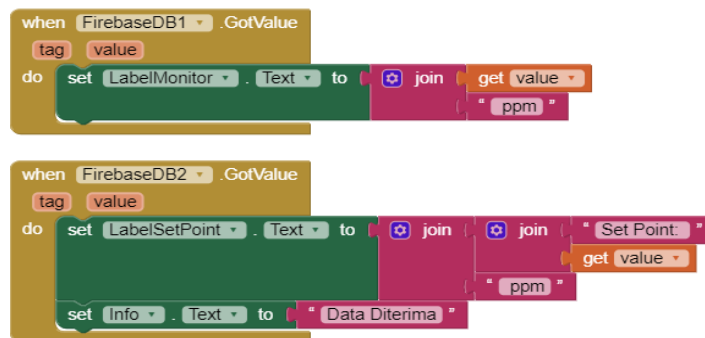 when FirebaseDB1 .GotValue
tag value
do set LabelMonitor . Text to join get value
" ppm "
when FirebaseDB2 .GotValue
tag value
do set LabelSetPoint . Text to join join " Set Point: "
get value
" ppm "
set Info . Text to " Data Diterima "